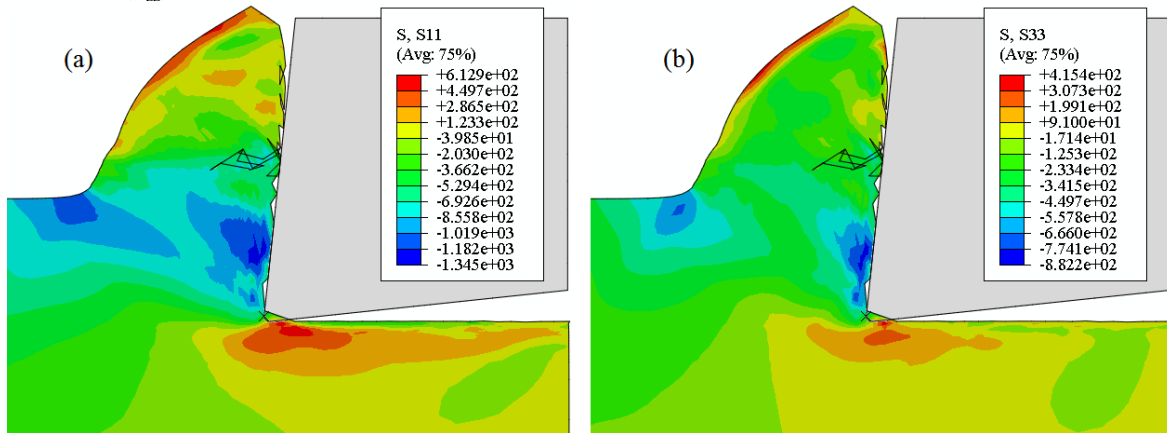 (a)
S, S11
(Avg: 75%)
+6.129e+02
+4.497e+02
+2.865e+02
+1.233e+02
-3.985e+01
-2.030e+02
-3.662e+02
-5.294e+02
-6.926e+02
-8.558e+02
-1.019e+03
-1.182e+03
-1.345e+03
(b)
S, S33
(Avg: 75%)
+4.154e+02
+3.073e+02
+1.991e+02
+9.100e+01
-1.714e+01
-1.253e+02
-2.334e+02
-3.415e+02
-4.497e+02
-5.578e+02
-6.660e+02
-7.741e+02
-8.822e+02